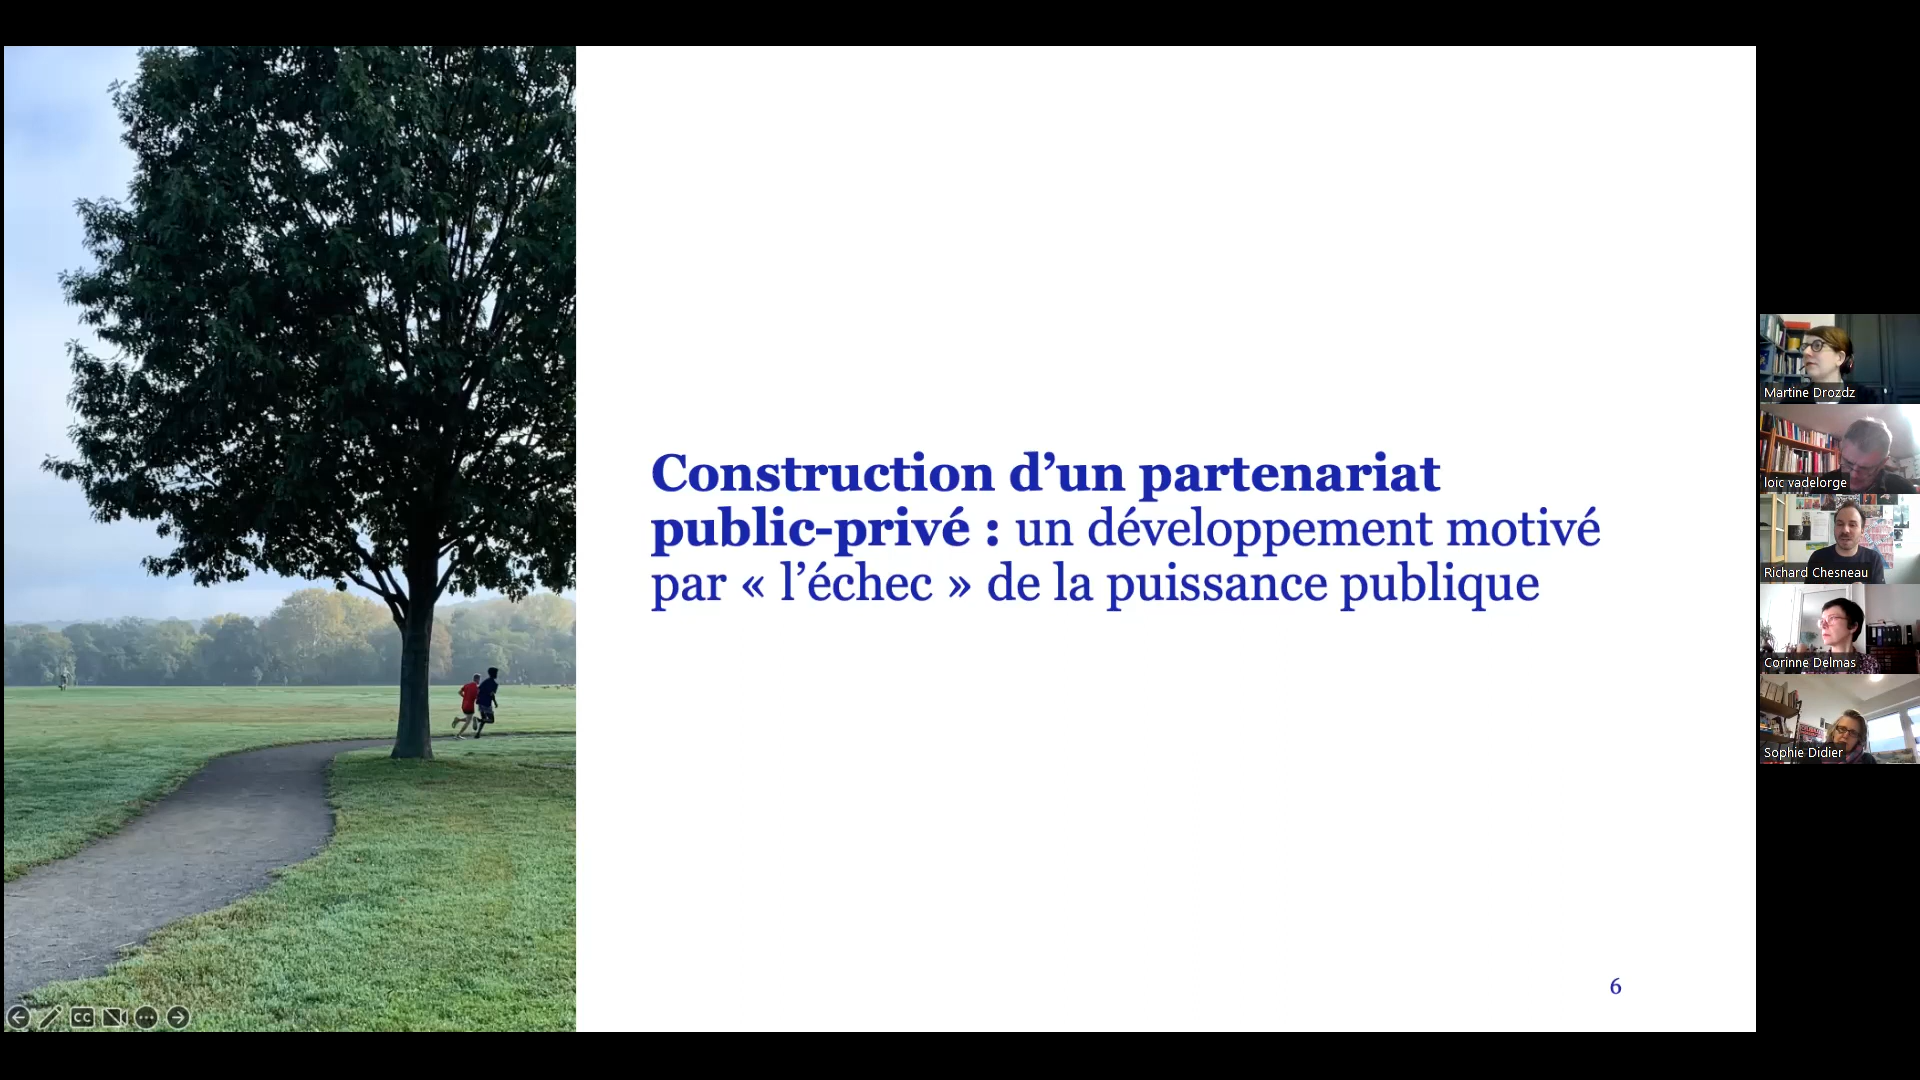 Construction d’un partenariat
public-privé : un développement motivé
par « l’échec » de la puissance publique
6
CC
Martine Drozdz
loic vadelorge
Richard Chesneau
Corinne Delmas
Sophie Didier